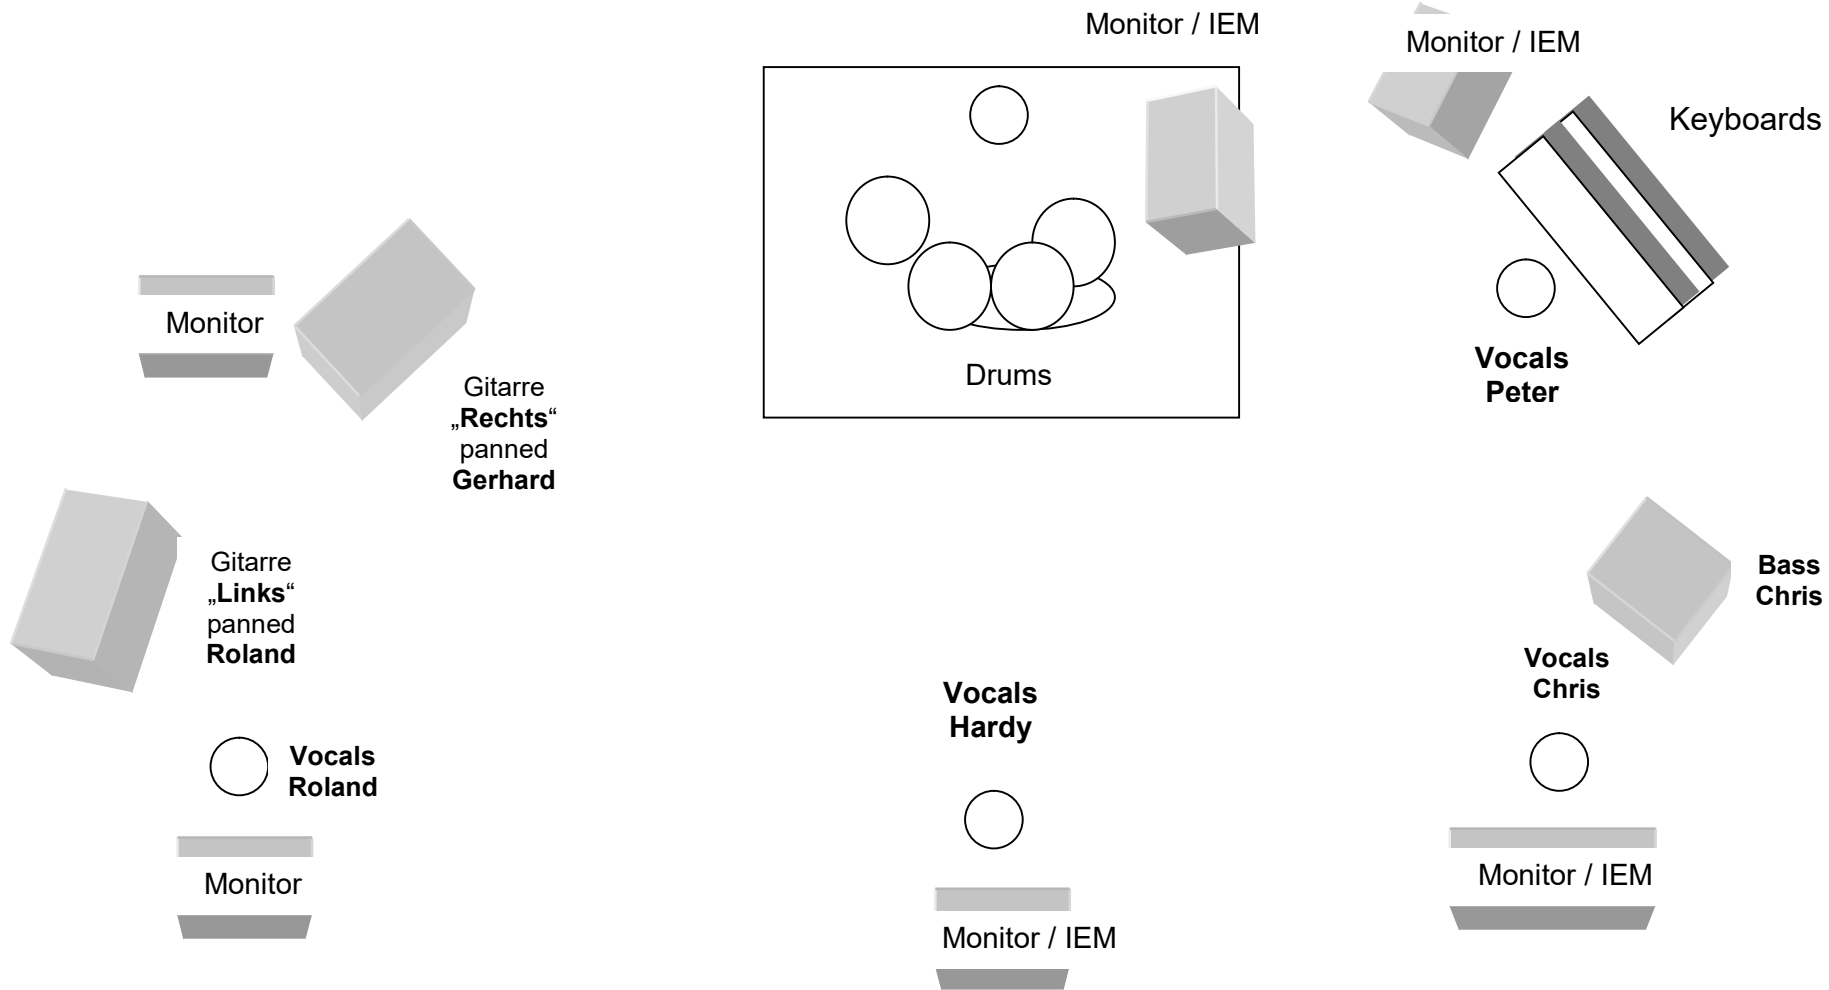 Monitor / IEM
Monitor / IEM
Keyboards
Monitor
Drums
Vocals
Peter
Gitarre
„Rechts“
panned
Gerhard
Gitarre
„Links“
panned
Roland
Bass
Chris
Vocals
Chris
Vocals
Hardy
Vocals
Roland
Monitor
Monitor / IEM
Monitor / IEM